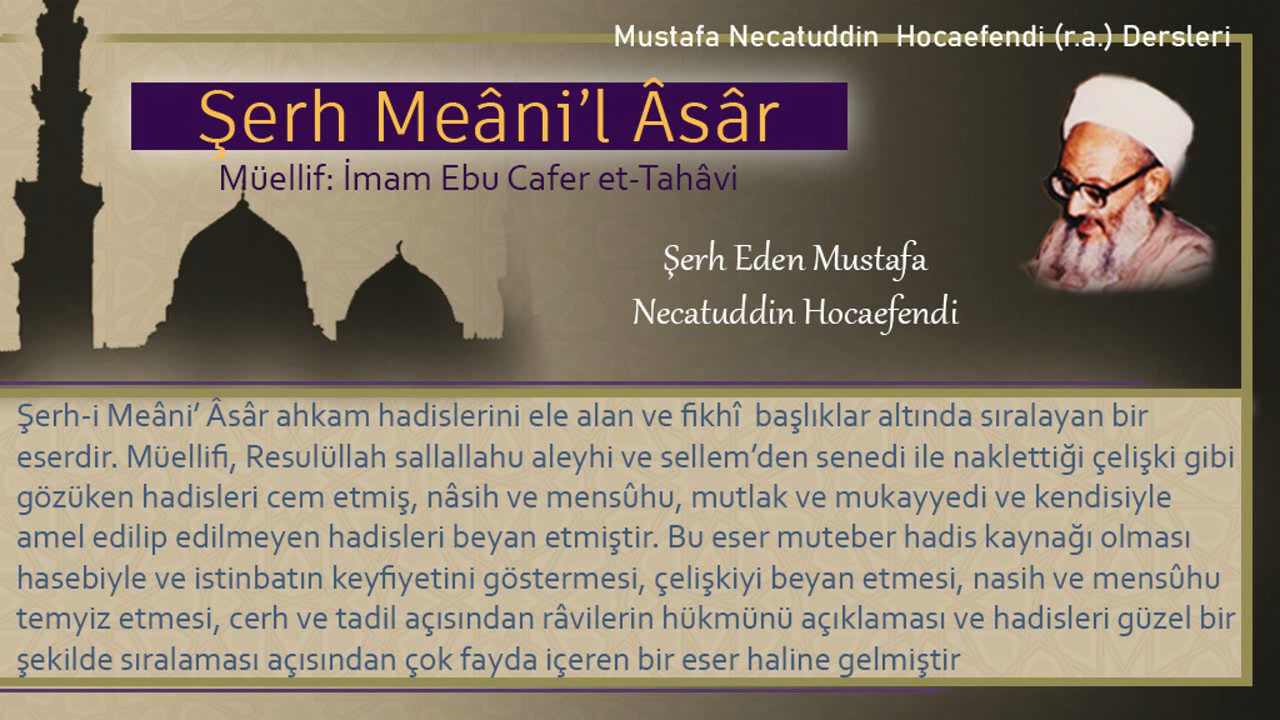 Mustafa Necatuddin Hocaefendi (r.a.) Dersleri
Şerh Meâni’l Âsâr
Müellif: İmam Ebu Cafer et-Tahâvi
Şerh Eden Mustafa
Necatuddin Hocaefendi
Şerh-i Meâni’ Âsâr ahkam hadislerini ele alan ve fikhî başlıklar altında sıralayan bir
eserdir. Müellifi, Resulüllah sallallahu aleyhi ve sellem’den senedi ile naklettiği çelişki gibi
gözüken hadisleri cem etmiş, nâsih ve mensûhu, mutlak ve mukayyedi ve kendisiyle
amel edilip edilmeyen hadisleri beyan etmiştir. Bu eser muteber hadis kaynağı olması
hasebiyle ve istinbatın keyfiyetini göstermesi, çelişkiyi beyan etmesi, nasih ve mensûhu
temyiz etmesi, cerh ve tadil açısından râvilerin hükmünü açıklaması ve hadisleri güzel bir
şekilde sıralaması açısından çok fayda içeren bir eser haline gelmiştir